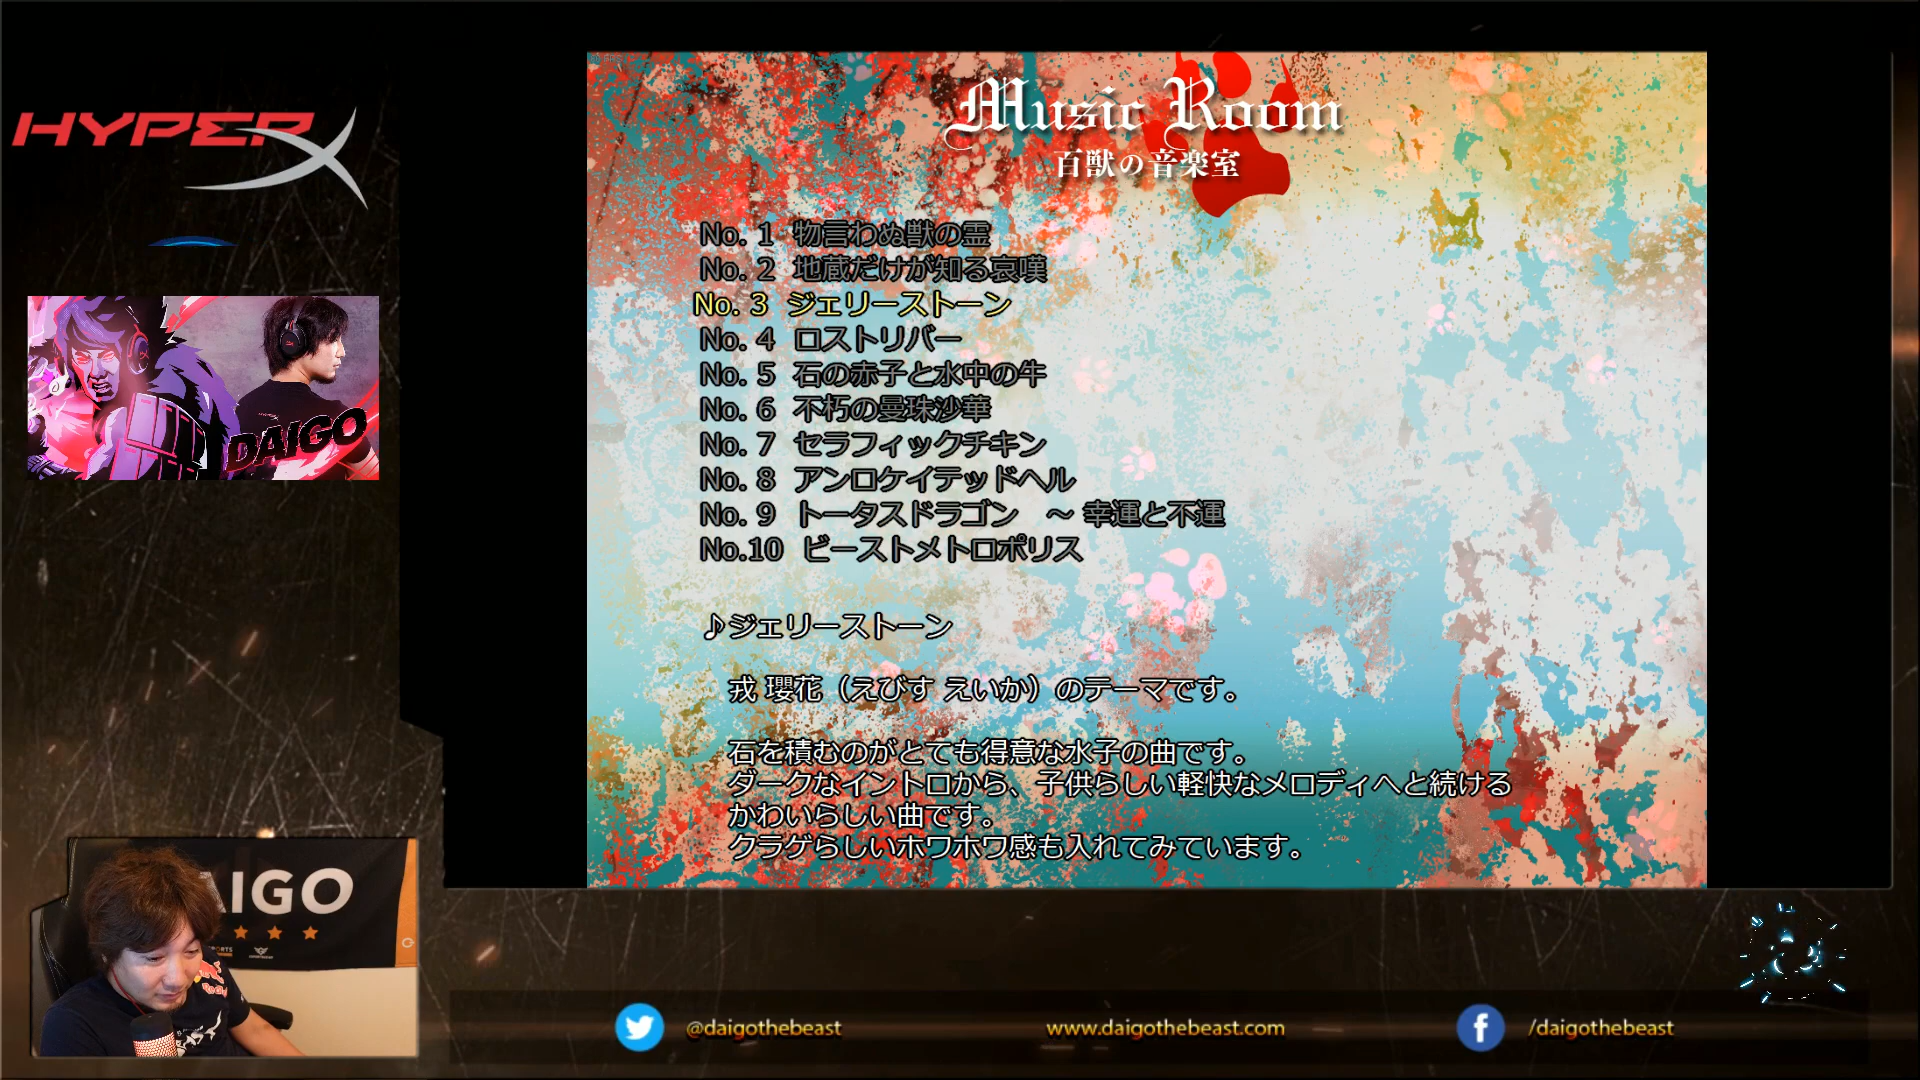 HYPERX
DAIGO
Music Room
百獣の音楽室
No. 1 物言わぬ獣の霊
No. 2 地蔵だけが知る哀嘆
No. 3 ジェリーストーン
No. 4 ロストリバー
No. 5 石の赤子と水中の牛
No. 6 不朽の曼珠沙華
No. 7 セラフィックチキン
No. 8 アンロケイテッドヘル
No. 9 トータスドラゴン ～ 幸運と不運
No.10 ビーストメトロポリス
♪ジェリーストーン
戎 瓔花（えびす えいか）のテーマです。
石を積むのがとても得意な水子の曲です。
ダークなイントロから、子供らしい軽快なメロディへと続ける
かわいらしい曲です。
クラゲらしいホワホワ感も入れてみています。
AIGO
@daigothebeast
www.daigothebeast.com
/daigothebeast